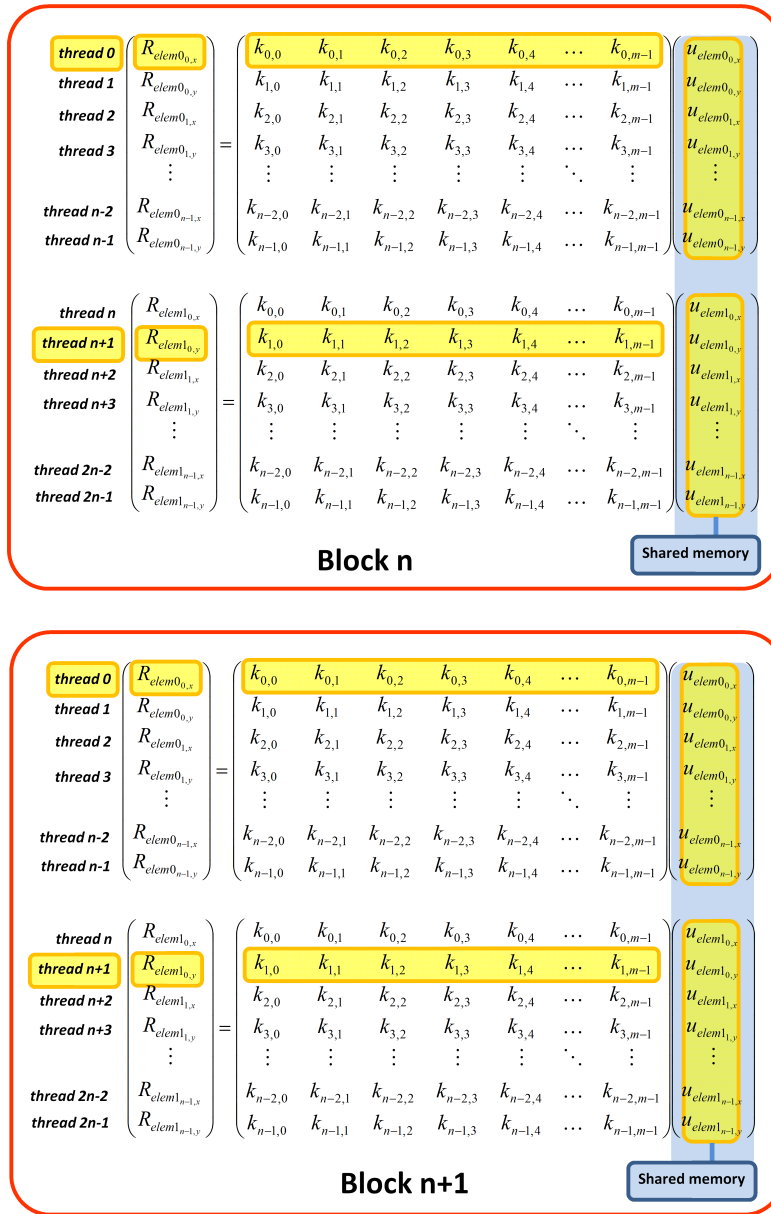 thread 0 R_{elem0_{0,x}} k_{0,0} k_{0,1} k_{0,2} k_{0,3} k_{0,4} … k_{0,m−1} u_{elem0_{0,x}}
thread 1 R_{elem0_{0,y}} k_{1,0} k_{1,1} k_{1,2} k_{1,3} k_{1,4} … k_{1,m−1} u_{elem0_{0,y}}
thread 2 R_{elem0_{1,x}} k_{2,0} k_{2,1} k_{2,2} k_{2,3} k_{2,4} … k_{2,m−1} u_{elem0_{1,x}}
thread 3 R_{elem0_{1,y}} = k_{3,0} k_{3,1} k_{3,2} k_{3,3} k_{3,4} … k_{3,m−1} u_{elem0_{1,y}}
⋮ ⋮ ⋮ ⋮ ⋮ ⋮ ⋱ ⋮ ⋮
thread n-2 R_{elem0_{n−1,x}} k_{n−2,0} k_{n−2,1} k_{n−2,2} k_{n−2,3} k_{n−2,4} … k_{n−2,m−1} u_{elem0_{n−1,x}}
thread n-1 R_{elem0_{n−1,y}} k_{n−1,0} k_{n−1,1} k_{n−1,2} k_{n−1,3} k_{n−1,4} … k_{n−1,m−1} u_{elem0_{n−1,y}}
thread n R_{elem1_{0,x}} k_{0,0} k_{0,1} k_{0,2} k_{0,3} k_{0,4} … k_{0,m−1} u_{elem1_{0,x}}
thread n+1 R_{elem1_{0,y}} k_{1,0} k_{1,1} k_{1,2} k_{1,3} k_{1,4} … k_{1,m−1} u_{elem1_{0,y}}
thread n+2 R_{elem1_{1,x}} k_{2,0} k_{2,1} k_{2,2} k_{2,3} k_{2,4} … k_{2,m−1} u_{elem1_{1,x}}
thread n+3 R_{elem1_{1,y}} = k_{3,0} k_{3,1} k_{3,2} k_{3,3} k_{3,4} … k_{3,m−1} u_{elem1_{1,y}}
⋮ ⋮ ⋮ ⋮ ⋮ ⋮ ⋱ ⋮ ⋮
thread 2n-2 R_{elem1_{n−1,x}} k_{n−2,0} k_{n−2,1} k_{n−2,2} k_{n−2,3} k_{n−2,4} … k_{n−2,m−1} u_{elem1_{n−1,x}}
thread 2n-1 R_{elem1_{n−1,y}} k_{n−1,0} k_{n−1,1} k_{n−1,2} k_{n−1,3} k_{n−1,4} … k_{n−1,m−1} u_{elem1_{n−1,y}}
Shared memory
Block n
thread 0 R_{elem0_{0,x}} k_{0,0} k_{0,1} k_{0,2} k_{0,3} k_{0,4} … k_{0,m−1} u_{elem0_{0,x}}
thread 1 R_{elem0_{0,y}} k_{1,0} k_{1,1} k_{1,2} k_{1,3} k_{1,4} … k_{1,m−1} u_{elem0_{0,y}}
thread 2 R_{elem0_{1,x}} k_{2,0} k_{2,1} k_{2,2} k_{2,3} k_{2,4} … k_{2,m−1} u_{elem0_{1,x}}
thread 3 R_{elem0_{1,y}} = k_{3,0} k_{3,1} k_{3,2} k_{3,3} k_{3,4} … k_{3,m−1} u_{elem0_{1,y}}
⋮ ⋮ ⋮ ⋮ ⋮ ⋮ ⋱ ⋮ ⋮
thread n-2 R_{elem0_{n−1,x}} k_{n−2,0} k_{n−2,1} k_{n−2,2} k_{n−2,3} k_{n−2,4} … k_{n−2,m−1} u_{elem0_{n−1,x}}
thread n-1 R_{elem0_{n−1,y}} k_{n−1,0} k_{n−1,1} k_{n−1,2} k_{n−1,3} k_{n−1,4} … k_{n−1,m−1} u_{elem0_{n−1,y}}
thread n R_{elem1_{0,x}} k_{0,0} k_{0,1} k_{0,2} k_{0,3} k_{0,4} … k_{0,m−1} u_{elem1_{0,x}}
thread n+1 R_{elem1_{0,y}} k_{1,0} k_{1,1} k_{1,2} k_{1,3} k_{1,4} … k_{1,m−1} u_{elem1_{0,y}}
thread n+2 R_{elem1_{1,x}} k_{2,0} k_{2,1} k_{2,2} k_{2,3} k_{2,4} … k_{2,m−1} u_{elem1_{1,x}}
thread n+3 R_{elem1_{1,y}} = k_{3,0} k_{3,1} k_{3,2} k_{3,3} k_{3,4} … k_{3,m−1} u_{elem1_{1,y}}
⋮ ⋮ ⋮ ⋮ ⋮ ⋮ ⋱ ⋮ ⋮
thread 2n-2 R_{elem1_{n−1,x}} k_{n−2,0} k_{n−2,1} k_{n−2,2} k_{n−2,3} k_{n−2,4} … k_{n−2,m−1} u_{elem1_{n−1,x}}
thread 2n-1 R_{elem1_{n−1,y}} k_{n−1,0} k_{n−1,1} k_{n−1,2} k_{n−1,3} k_{n−1,4} … k_{n−1,m−1} u_{elem1_{n−1,y}}
Shared memory
Block n+1